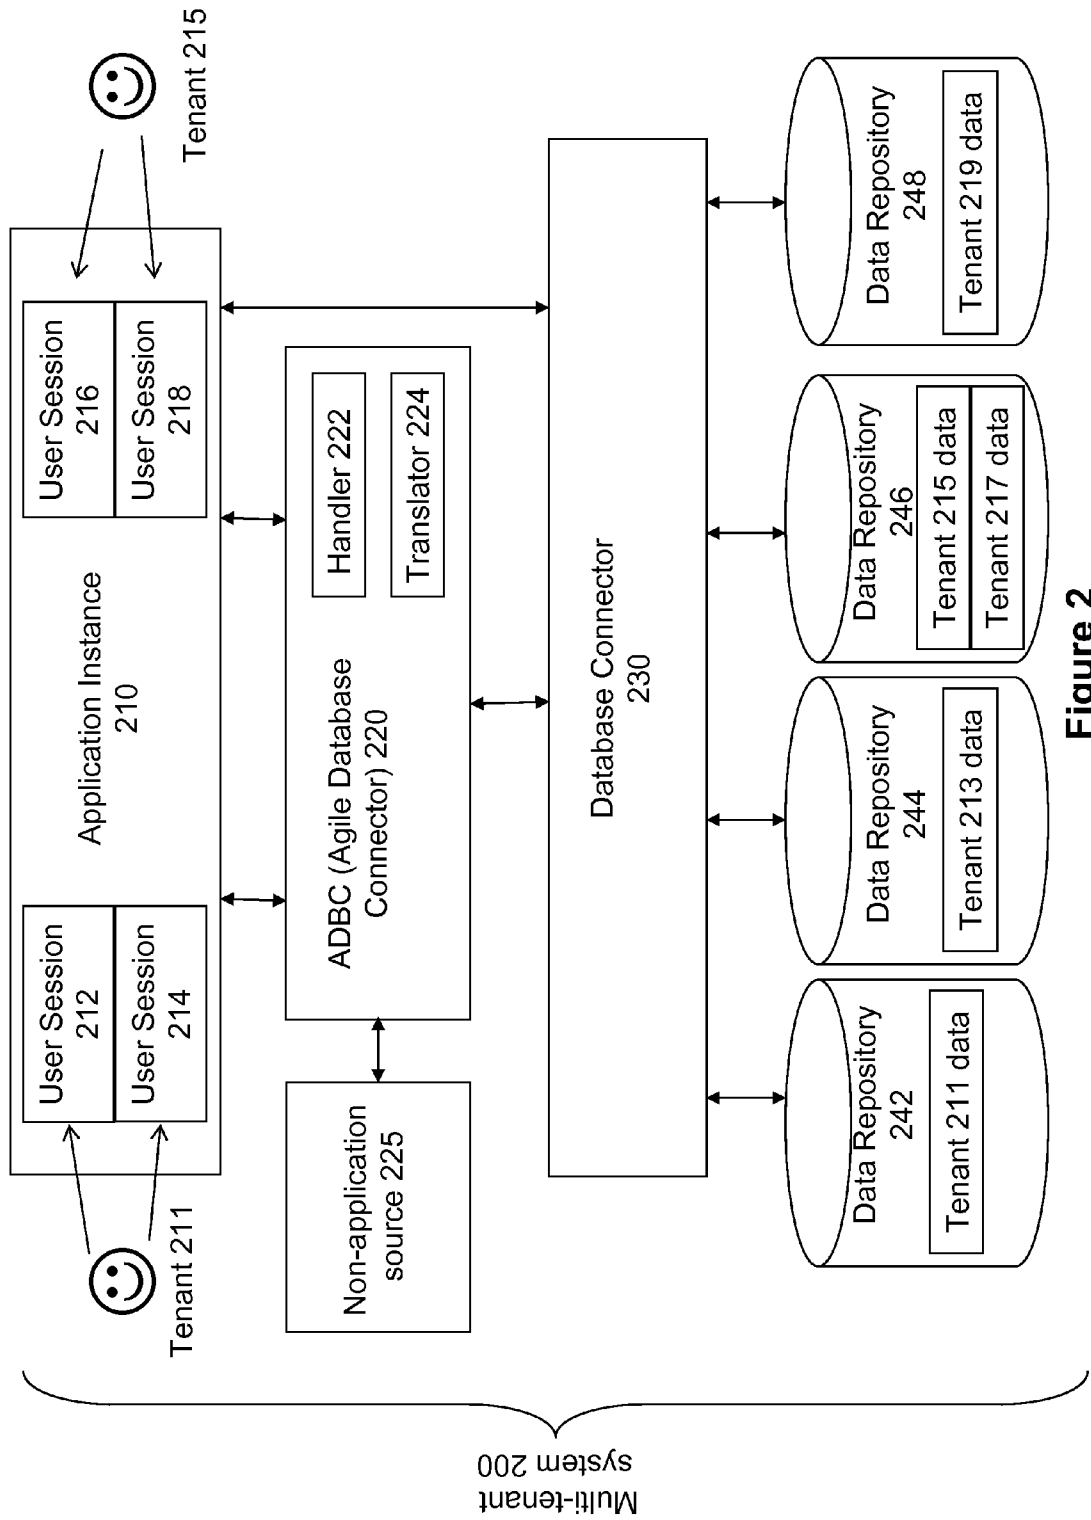 Multi-tenant
system 200
Tenant 211
Tenant 215
User Session
212
User Session
214
Application Instance
210
User Session
216
User Session
218
Non-application
source 225
ADBC (Agile Database
Connector) 220
Handler 222
Translator 224
Database Connector
230
Data Repository
242
Tenant 211 data
Data Repository
244
Tenant 213 data
Data Repository
246
Tenant 215 data
Tenant 217 data
Data Repository
248
Tenant 219 data
Figure 2